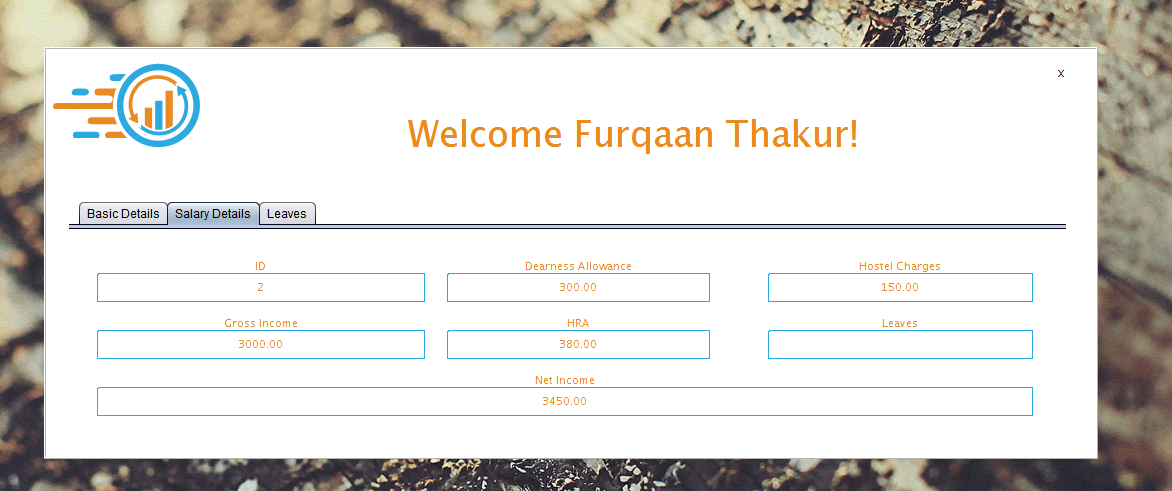 x
Welcome Furqaan Thakur!
Basic Details Salary Details Leaves
ID Dearness Allowance Hostel Charges
2 300.00 150.00
Gross Income HRA Leaves
3000.00 380.00
Net Income
3450.00